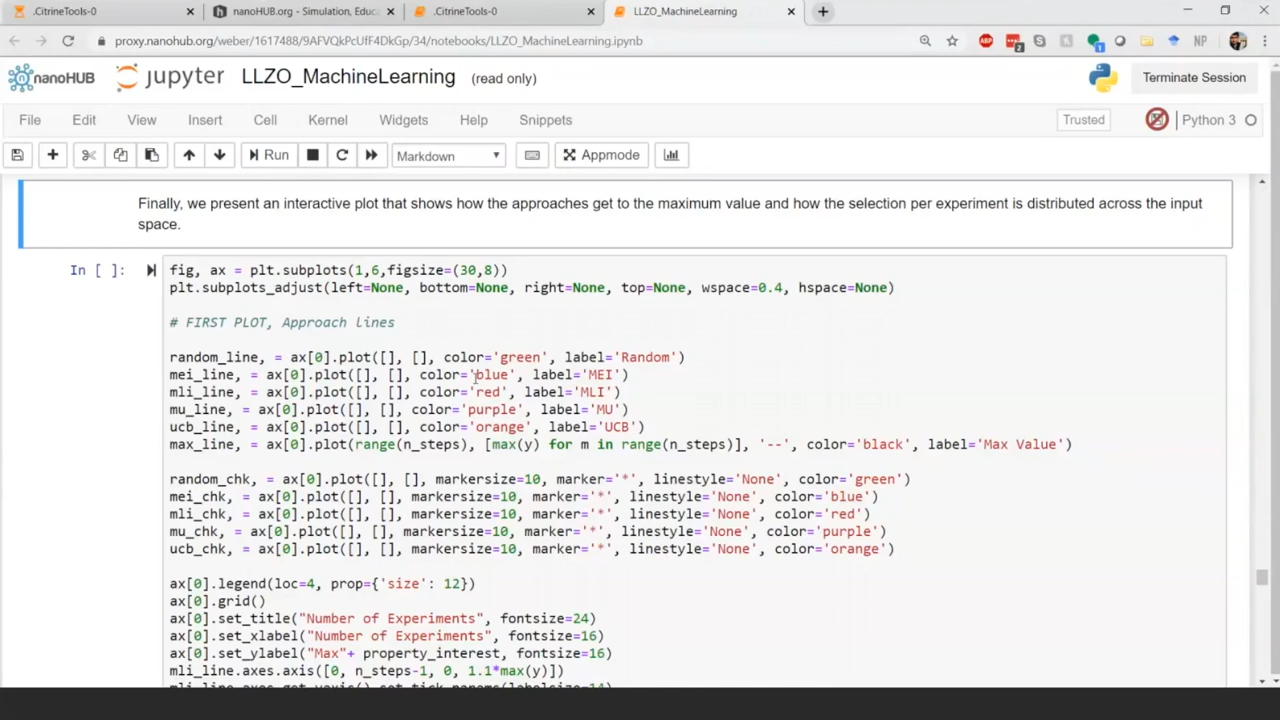 .CitrineTools-0
nanoHUB.org - Simulation, Educ
.CitrineTools-0
LLZO_MachineLearning
proxy.nanohub.org/weber/1617488/9AFVQkPcUfF4DkGp/34/notebooks/LLZO_MachineLearning.ipynb
ABP
2
1
NP
nanoHUB
jupyter
LLZO_MachineLearning
(read only)
Terminate Session
File
Edit
View
Insert
Cell
Kernel
Widgets
Help
Snippets
Trusted
Python 3
Run
Markdown
Appmode
Finally, we present an interactive plot that shows how the approaches get to the maximum value and how the selection per experiment is distributed across the input
space.
In [ ]:
fig, ax = plt.subplots(1,6,figsize=(30,8))
plt.subplots_adjust(left=None, bottom=None, right=None, top=None, wspace=0.4, hspace=None)
# FIRST PLOT, Approach lines
random_line, = ax[0].plot([], [], color='green', label='Random')
mei_line, = ax[0].plot([], [], color='blue', label='MEI')
mli_line, = ax[0].plot([], [], color='red', label='MLI')
mu_line, = ax[0].plot([], [], color='purple', label='MU')
ucb_line, = ax[0].plot([], [], color='orange', label='UCB')
max_line, = ax[0].plot(range(n_steps), [max(y) for m in range(n_steps)], '--', color='black', label='Max Value')
random_chk, = ax[0].plot([], [], markersize=10, marker='*', linestyle='None', color='green')
mei_chk, = ax[0].plot([], [], markersize=10, marker='*', linestyle='None', color='blue')
mli_chk, = ax[0].plot([], [], markersize=10, marker='*', linestyle='None', color='red')
mu_chk, = ax[0].plot([], [], markersize=10, marker='*', linestyle='None', color='purple')
ucb_chk, = ax[0].plot([], [], markersize=10, marker='*', linestyle='None', color='orange')
ax[0].legend(loc=4, prop={'size': 12})
ax[0].grid()
ax[0].set_title("Number of Experiments", fontsize=24)
ax[0].set_xlabel("Number of Experiments", fontsize=16)
ax[0].set_ylabel("Max"+ property_interest, fontsize=16)
mli_line.axes.axis([0, n_steps-1, 0, 1.1*max(y)])
mli_line.axes.get_yaxis().set_tick_params(labelsize=14)